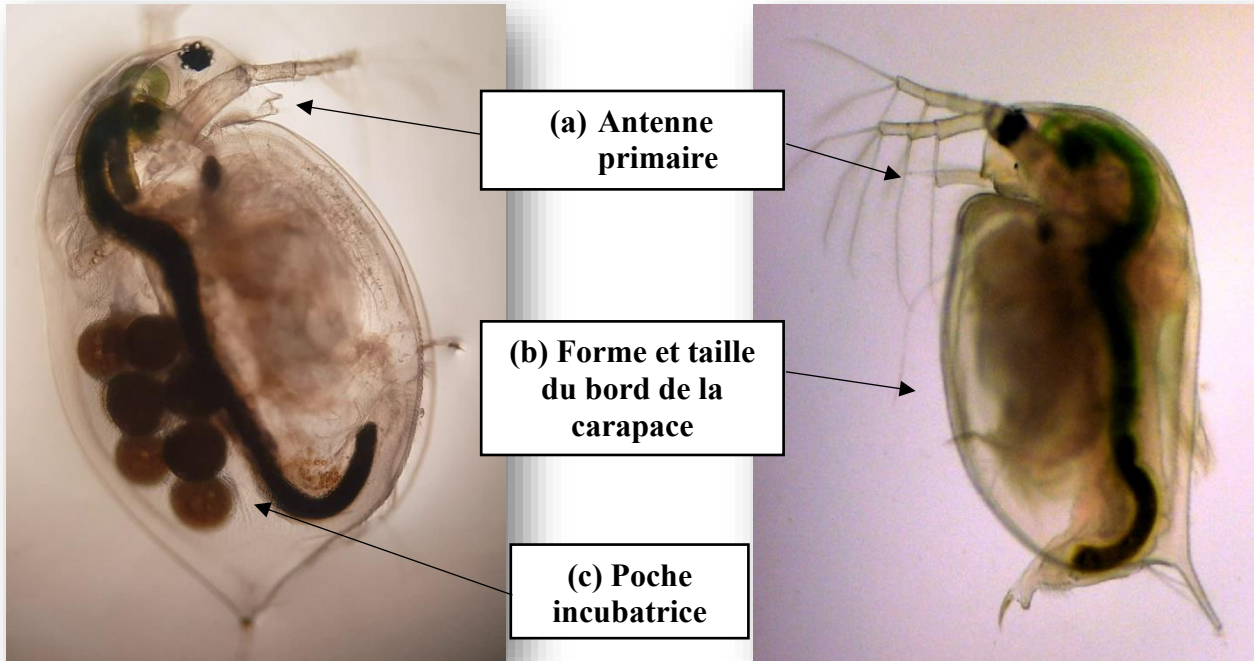 (a) Antenne
primaire
(b) Forme et taille
du bord de la
carapace
(c) Poche
incubatrice